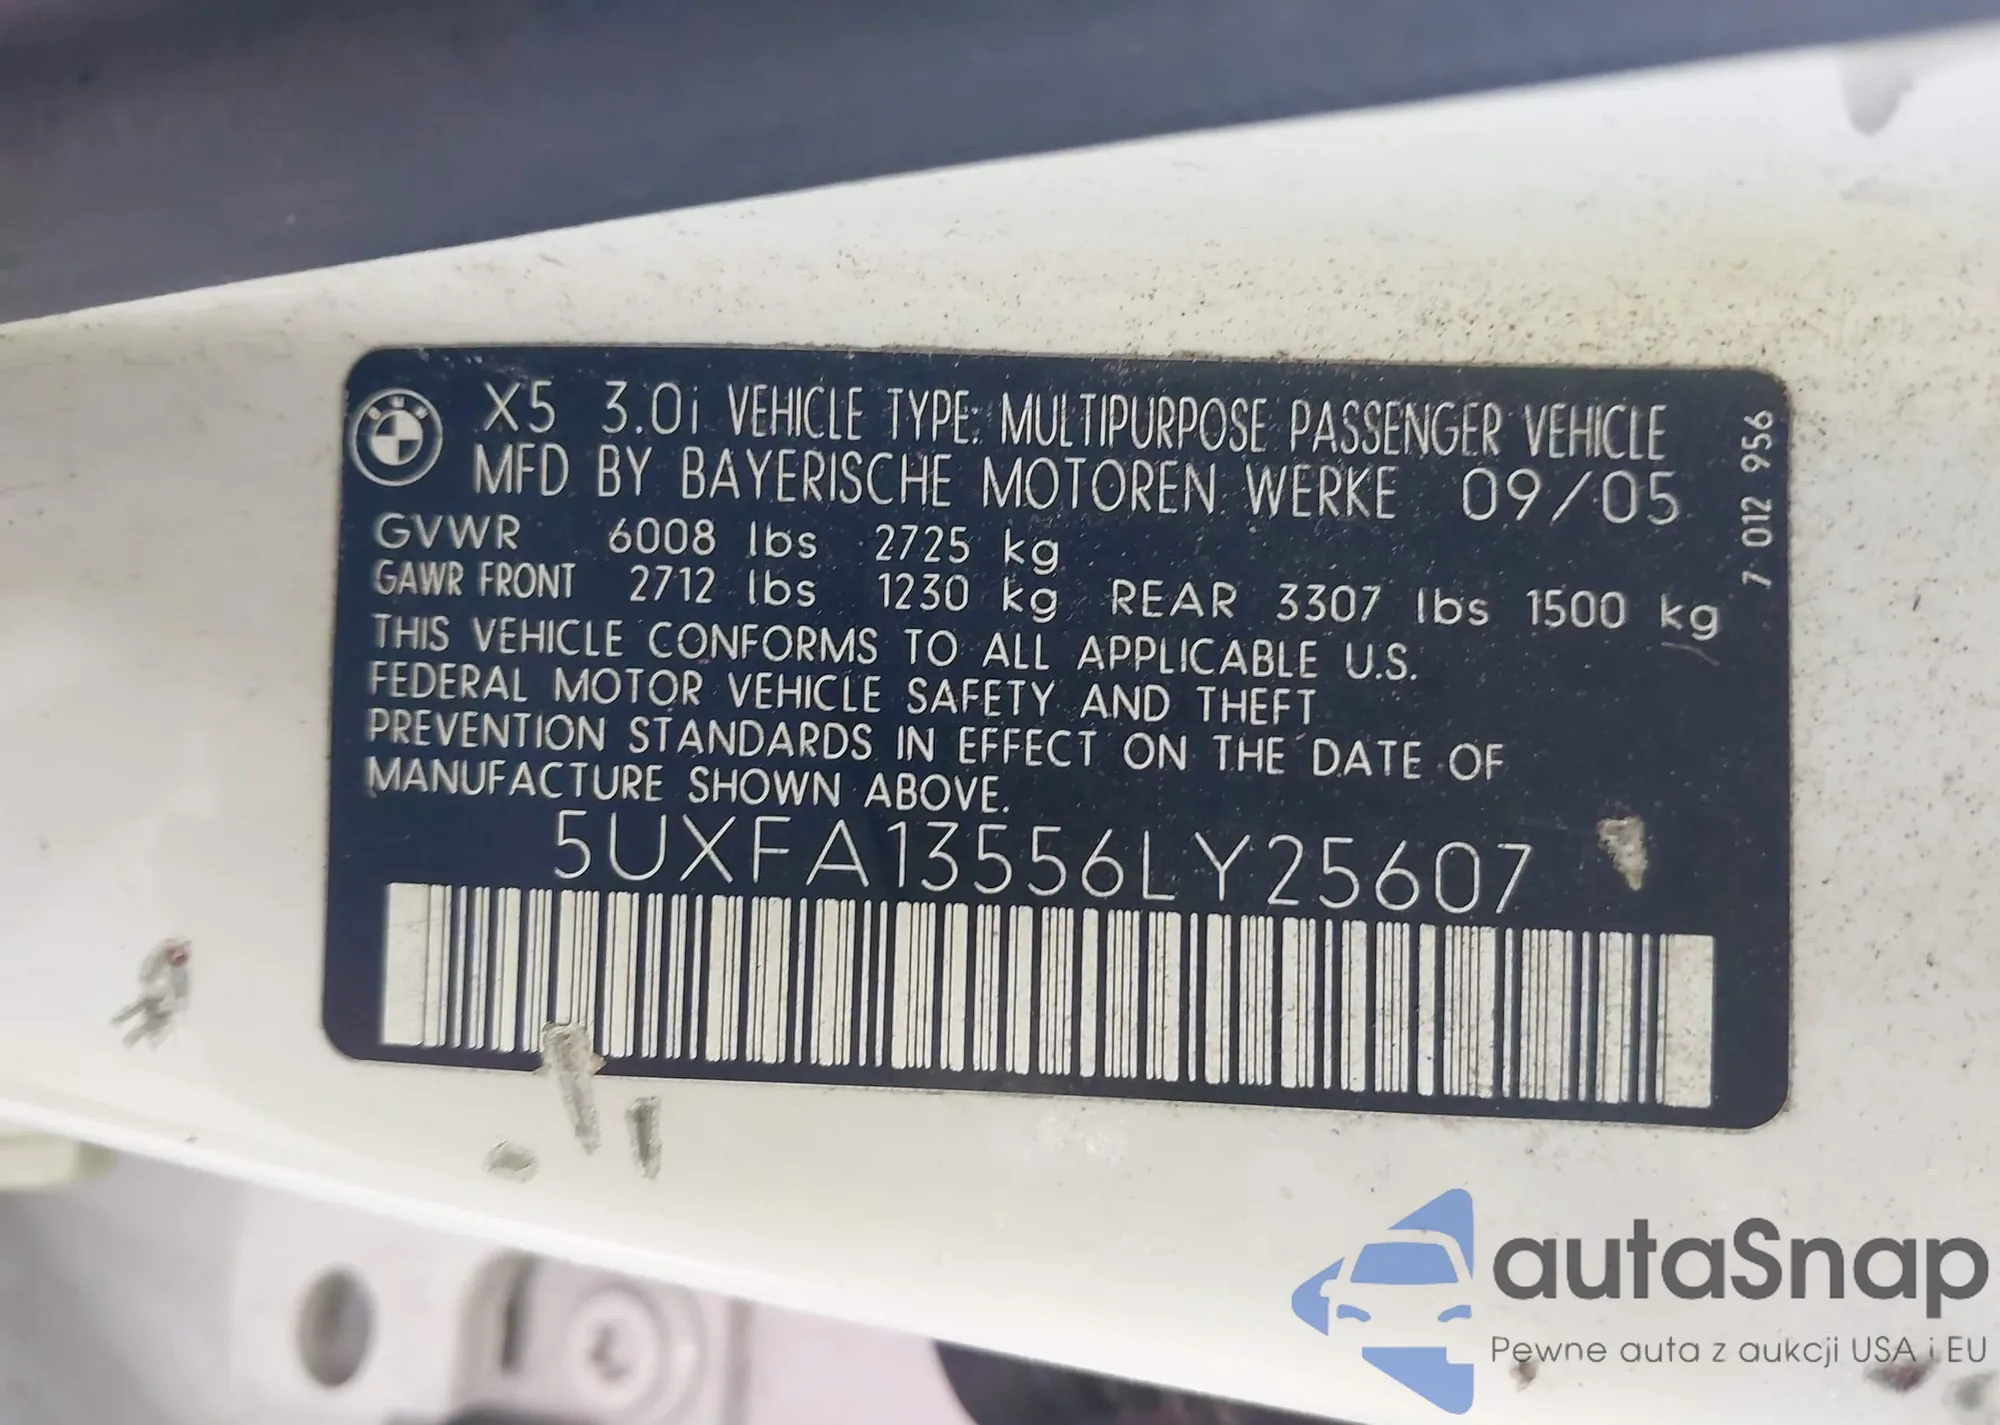 BMW
X5 3.0i VEHICLE TYPE: MULTIPURPOSE PASSENGER VEHICLE
MFD BY BAYERISCHE MOTOREN WERKE 09/05
GVWR 6008 lbs 2725 kg
GAWR FRONT 2712 lbs 1230 kg REAR 3307 lbs 1500 kg
THIS VEHICLE CONFORMS TO ALL APPLICABLE U.S.
FEDERAL MOTOR VEHICLE SAFETY AND THEFT
PREVENTION STANDARDS IN EFFECT ON THE DATE OF
MANUFACTURE SHOWN ABOVE.
5UXFA13556LY25607
7 012 956
autaSnap
Pewne auta z aukcji USA i EU